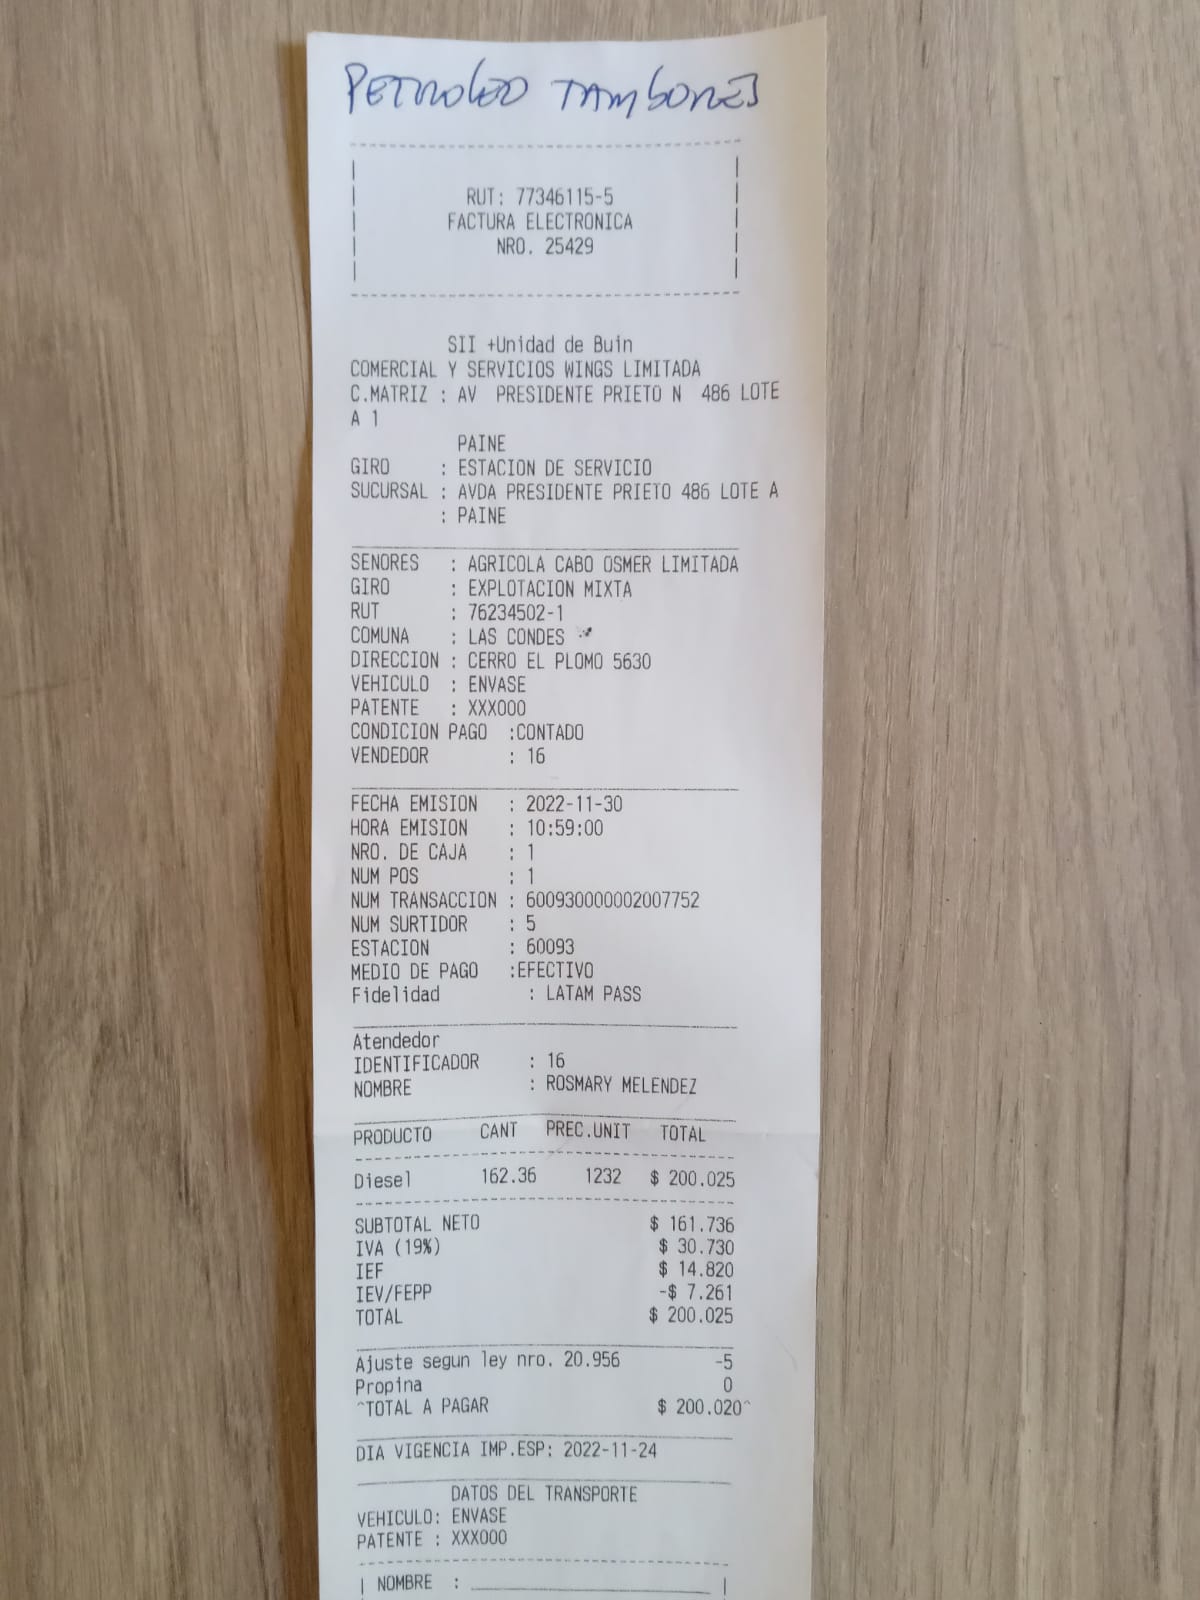 PETROLEO TAMBORES
RUT: 77346115-5
FACTURA ELECTRONICA
NRO. 25429
SII +Unidad de Buin
COMERCIAL Y SERVICIOS WINGS LIMITADA
C.MATRIZ : AV PRESIDENTE PRIETO N 486 LOTE
A 1
PAINE
GIRO : ESTACION DE SERVICIO
SUCURSAL : AVDA PRESIDENTE PRIETO 486 LOTE A
: PAINE
SENORES : AGRICOLA CABO OSMER LIMITADA
GIRO : EXPLOTACION MIXTA
RUT : 76234502-1
COMUNA : LAS CONDES
DIRECCION : CERRO EL PLOMO 5630
VEHICULO : ENVASE
PATENTE : XXX000
CONDICION PAGO :CONTADO
VENDEDOR : 16
FECHA EMISION : 2022-11-30
HORA EMISION : 10:59:00
NRO. DE CAJA : 1
NUM POS : 1
NUM TRANSACCION : 600930000002007752
NUM SURTIDOR : 5
ESTACION : 60093
MEDIO DE PAGO :EFECTIVO
Fidelidad : LATAM PASS
Atendedor
IDENTIFICADOR : 16
NOMBRE : ROSMARY MELENDEZ
PRODUCTO CANT PREC.UNIT TOTAL
Diesel 162.36 1232 $ 200.025
SUBTOTAL NETO $ 161.736
IVA (19%) $ 30.730
IEF $ 14.820
IEV/FEPP -$ 7.261
TOTAL $ 200.025
Ajuste segun ley nro. 20.956 -5
Propina 0
^TOTAL A PAGAR $ 200.020^
DIA VIGENCIA IMP.ESP: 2022-11-24
DATOS DEL TRANSPORTE
VEHICULO: ENVASE
PATENTE : XXX000
NOMBRE : ____________________